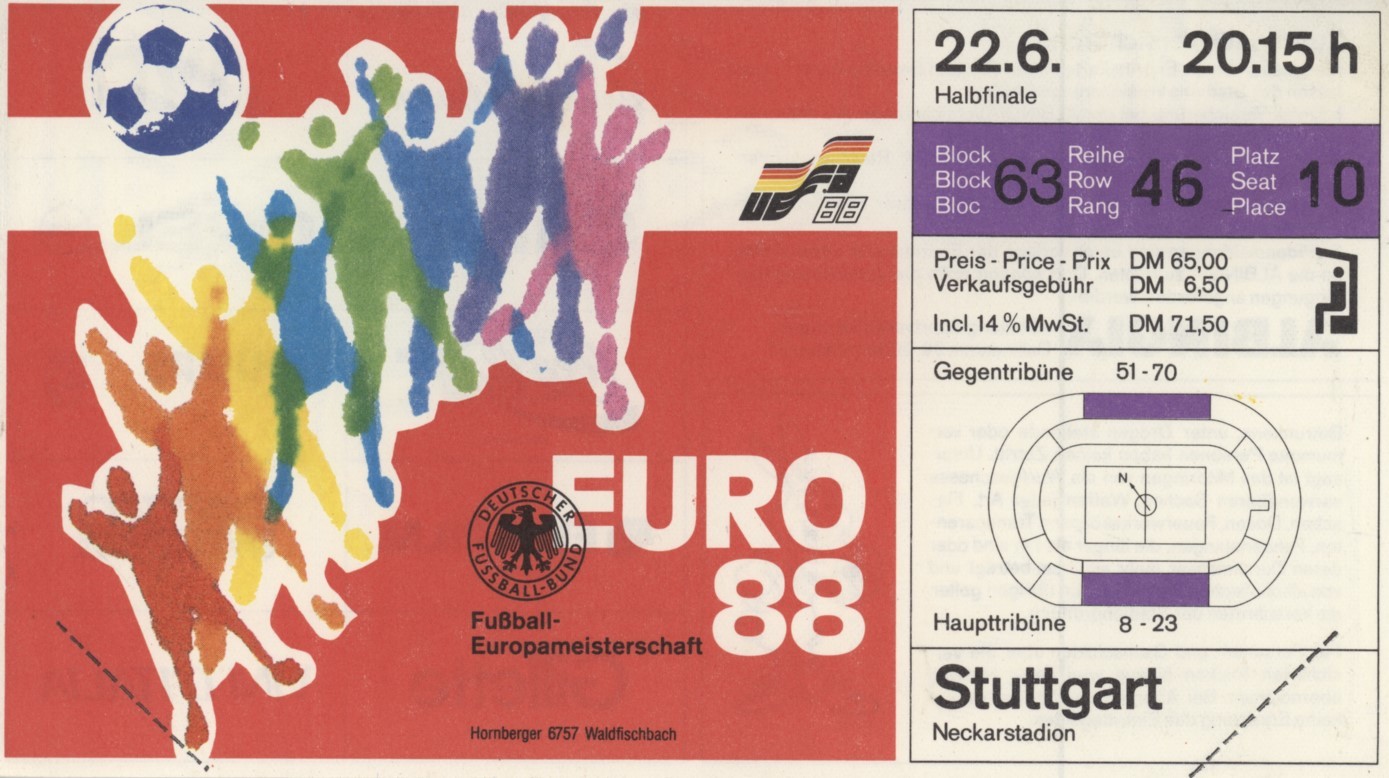 uefa
88
EURO
88
DEUTSCHER
FUSSBALL-BUND
Fußball-
Europameisterschaft
Hornberger 6757 Waldfischbach
22.6. 20.15 h
Halbfinale
Block Block Bloc 63 Reihe Row Rang 46 Platz Seat Place 10
Preis - Price - Prix DM 65,00
Verkaufsgebühr DM 6,50
Incl. 14 % MwSt. DM 71,50
Gegentribüne 51 - 70
N
Haupttribüne 8 - 23
Stuttgart
Neckarstadion